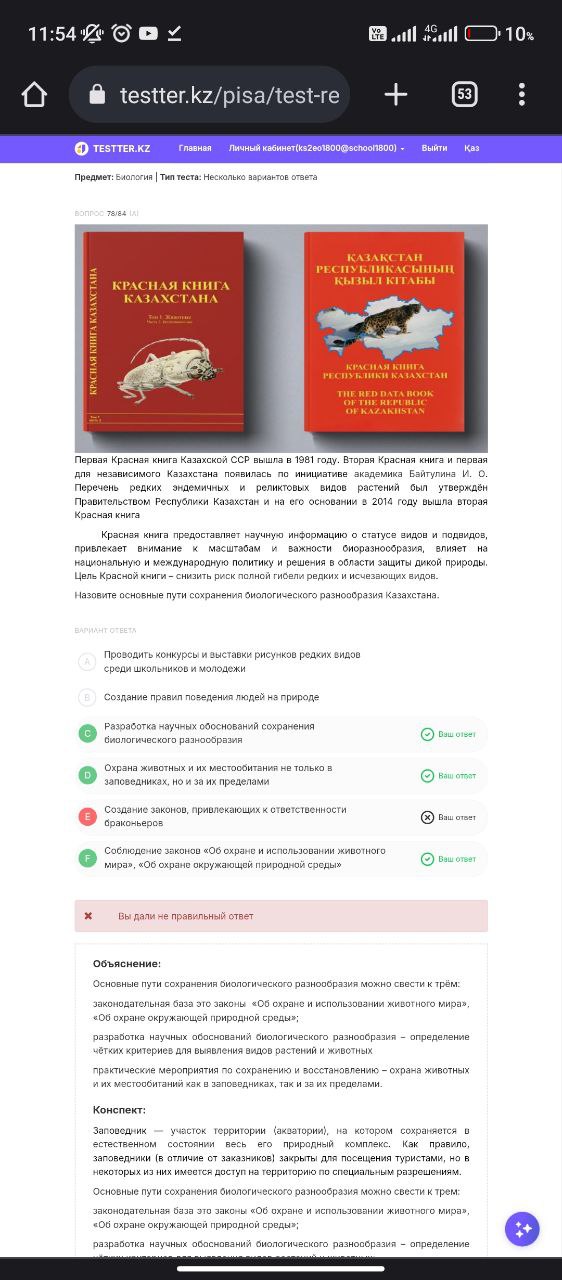 11:54
Vo
LTE
4G
10%
testter.kz/pisa/test-re
53
TESTTER.KZ
Главная
Личный кабинет(ks2eo1800@school1800)
Выйти
Қаз
Предмет: Биология | Тип теста: Несколько вариантов ответа
ВОПРОС 78/84 (A)
КРАСНАЯ КНИГА КАЗАХСТАНА
КРАСНАЯ КНИГА
КАЗАХСТАНА
Том 1. Животные
ҚАЗАҚСТАН
РЕСПУБЛИКАСЫНЫҢ
ҚЫЗЫЛ КІТАБЫ
КРАСНАЯ КНИГА
РЕСПУБЛИКИ КАЗАХСТАН
THE RED DATA BOOK
OF THE REPUBLIC
OF KAZAKHSTAN
Первая Красная книга Казахской ССР вышла в 1981 году. Вторая Красная книга и первая
для независимого Казахстана появилась по инициативе академика Байтулина И. О.
Перечень редких эндемичных и реликтовых видов растений был утверждён
Правительством Республики Казахстан и на его основании в 2014 году вышла вторая
Красная книга
Красная книга предоставляет научную информацию о статусе видов и подвидов,
привлекает внимание к масштабам и важности биоразнообразия, влияет на
национальную и международную политику и решения в области защиты дикой природы.
Цель Красной книги – снизить риск полной гибели редких и исчезающих видов.
Назовите основные пути сохранения биологического разнообразия Казахстана.
ВАРИАНТ ОТВЕТА
A
Проводить конкурсы и выставки рисунков редких видов
среди школьников и молодежи
B
Создание правил поведения людей на природе
C
Разработка научных обоснований сохранения
биологического разнообразия
Ваш ответ
D
Охрана животных и их местообитания не только в
заповедниках, но и за их пределами
Ваш ответ
E
Создание законов, привлекающих к ответственности
браконьеров
Ваш ответ
F
Соблюдение законов «Об охране и использовании животного
мира», «Об охране окружающей природной среды»
Ваш ответ
Вы дали не правильный ответ
Объяснение:
Основные пути сохранения биологического разнообразия можно свести к трём:
законодательная база это законы «Об охране и использовании животного мира»,
«Об охране окружающей природной среды»;
разработка научных обоснований биологического разнообразия – определение
чётких критериев для выявления видов растений и животных
практические мероприятия по сохранению и восстановлению – охрана животных
и их местообитаний как в заповедниках, так и за их пределами.
Конспект:
Заповедник — участок территории (акватории), на котором сохраняется в
естественном состоянии весь его природный комплекс. Как правило,
заповедники (в отличие от заказников) закрыты для посещения туристами, но в
некоторых из них имеется доступ на территорию по специальным разрешениям.
Основные пути сохранения биологического разнообразия можно свести к трем:
законодательная база это законы «Об охране и использовании животного мира»,
«Об охране окружающей природной среды»;
разработка научных обоснований биологического разнообразия – определение